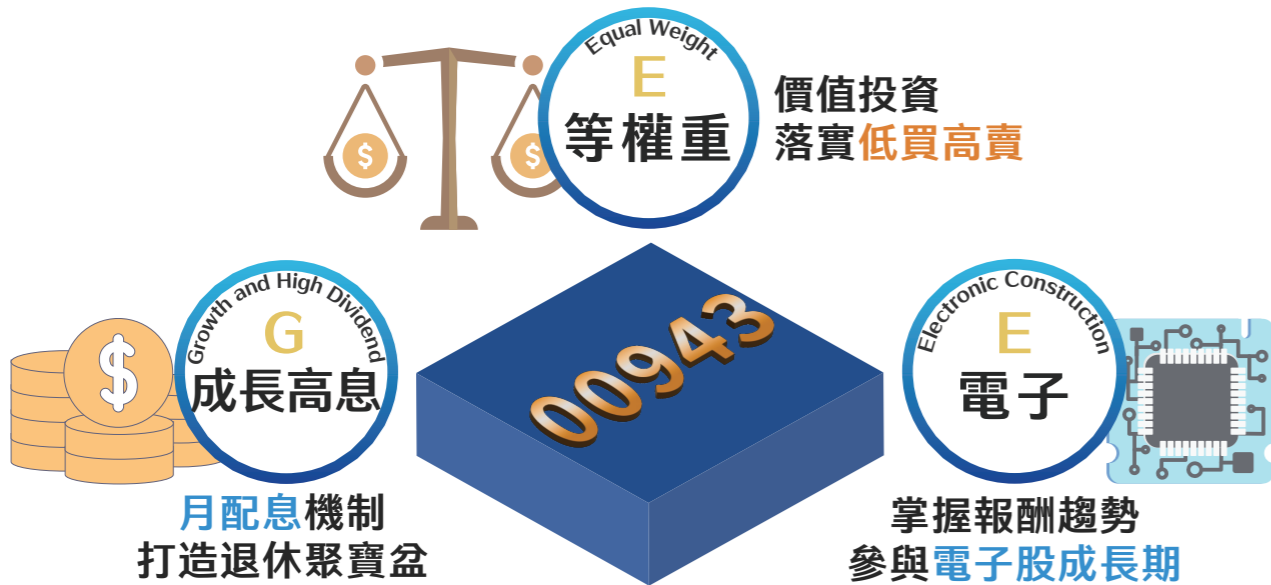 Equal Weight
E
等權重
價值投資
落實低買高賣
Growth and High Dividend
G
成長高息
月配息機制
打造退休聚寶盆
00943
Electronic Construction
E
電子
掌握報酬趨勢
參與電子股成長期
$
$
$